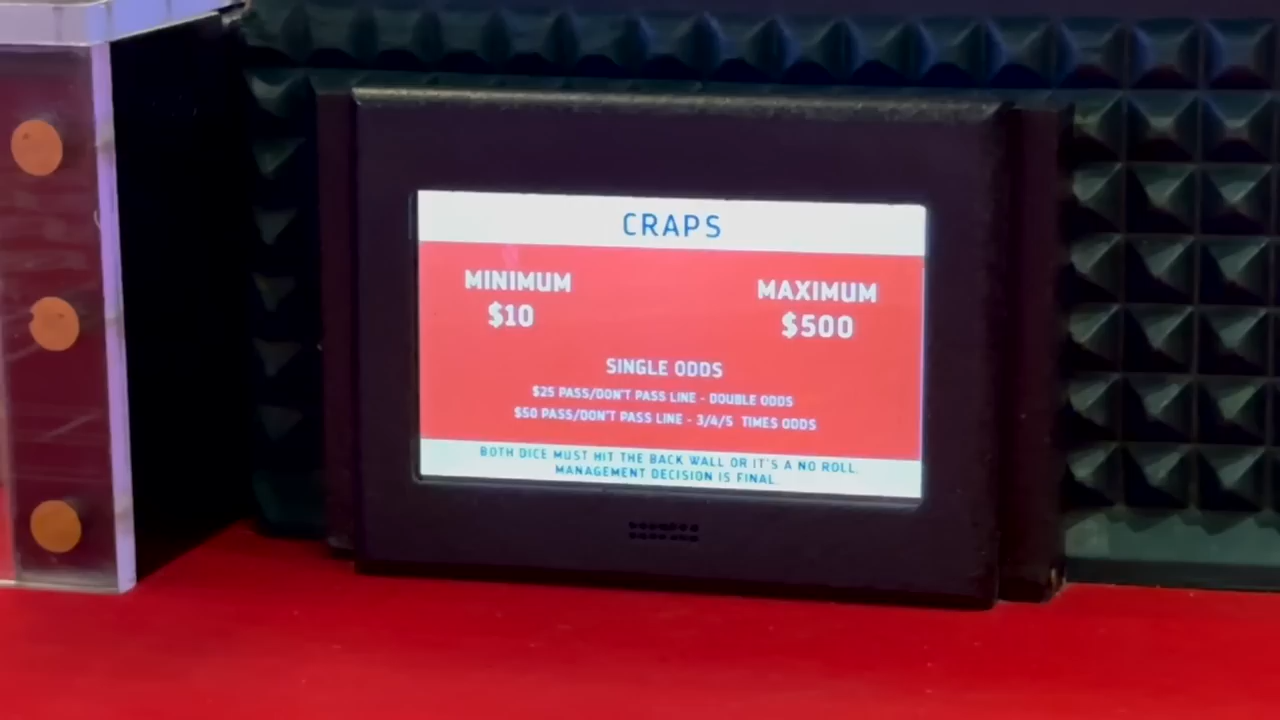 CRAPS
MINIMUM
$10
MAXIMUM
$500
SINGLE ODDS
$25 PASS/DON'T PASS LINE - DOUBLE ODDS
$50 PASS/DON'T PASS LINE - 3/4/5 TIMES ODDS
BOTH DICE MUST HIT THE BACK WALL OR IT'S A NO ROLL.
MANAGEMENT DECISION IS FINAL.